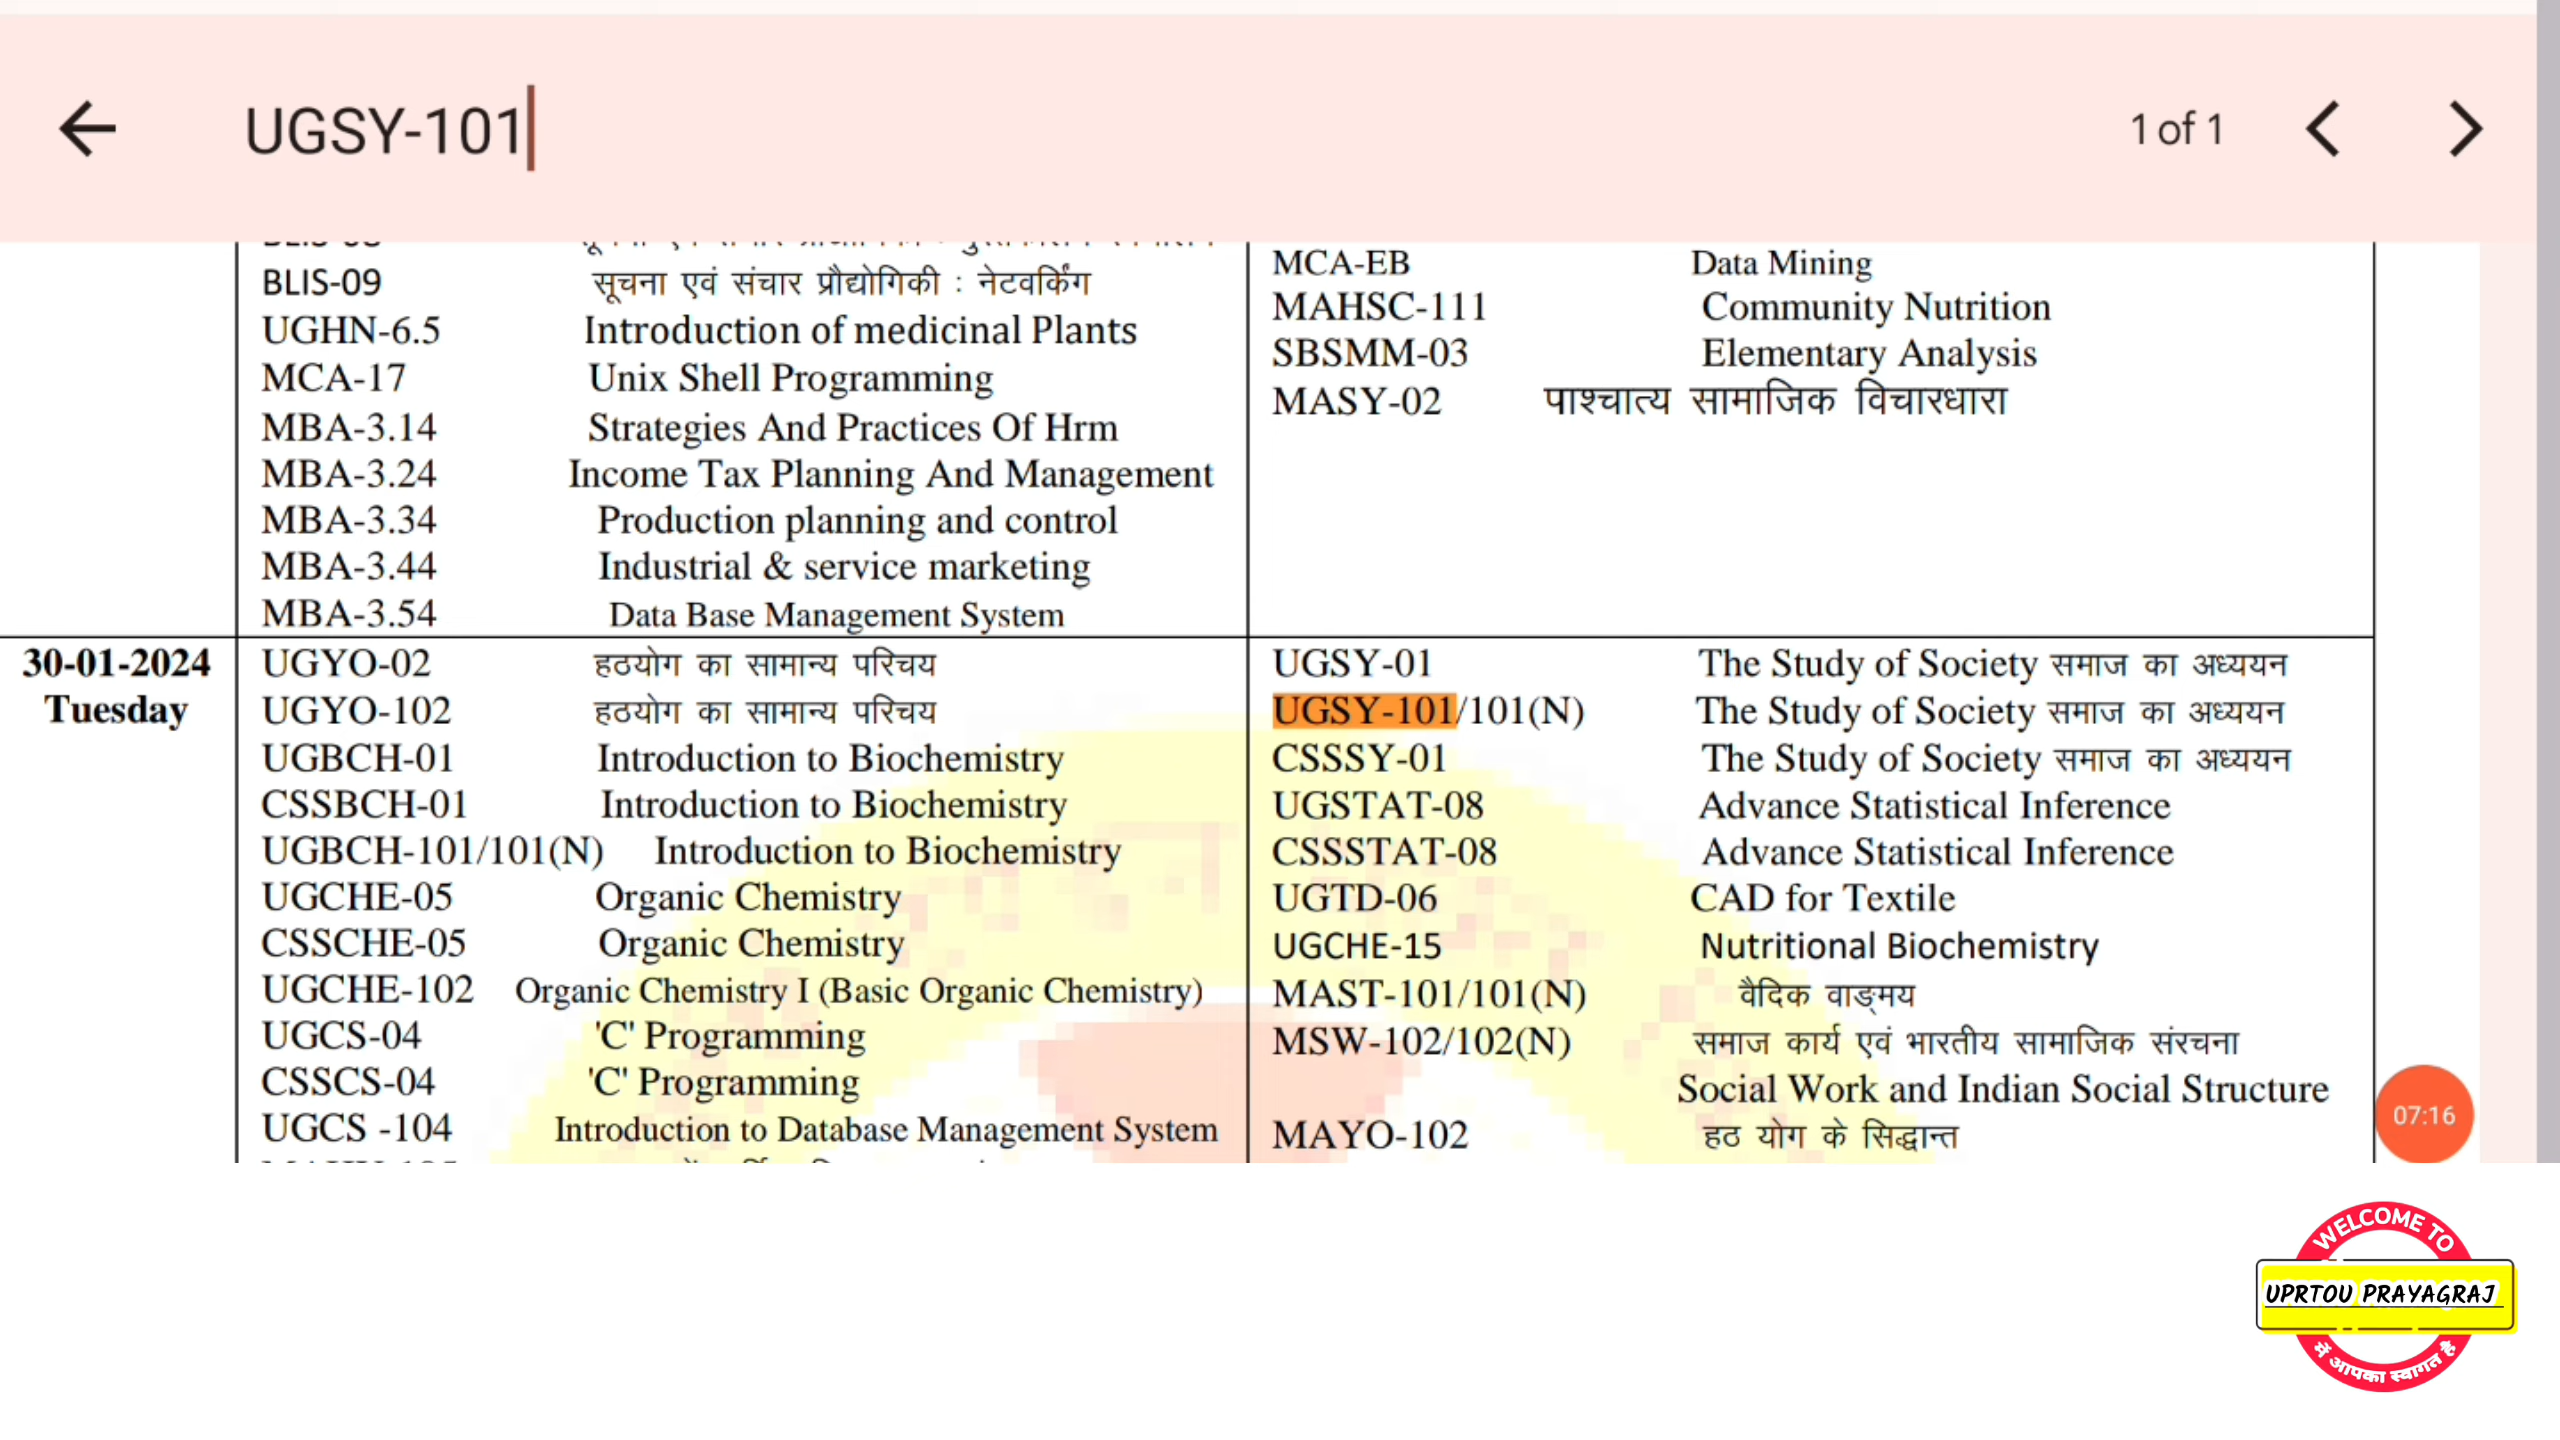 UGSY-101
1 of 1
BLIS-09 सूचना एवं संचार प्रौद्योगिकी : नेटवर्किंग
UGHN-6.5 Introduction of medicinal Plants
MCA-17 Unix Shell Programming
MBA-3.14 Strategies And Practices Of Hrm
MBA-3.24 Income Tax Planning And Management
MBA-3.34 Production planning and control
MBA-3.44 Industrial & service marketing
MBA-3.54 Data Base Management System
MCA-EB Data Mining
MAHSC-111 Community Nutrition
SBSMM-03 Elementary Analysis
MASY-02 पाश्चात्य सामाजिक विचारधारा
30-01-2024
Tuesday
UGYO-02 हठयोग का सामान्य परिचय
UGYO-102 हठयोग का सामान्य परिचय
UGBCH-01 Introduction to Biochemistry
CSSBCH-01 Introduction to Biochemistry
UGBCH-101/101(N) Introduction to Biochemistry
UGCHE-05 Organic Chemistry
CSSCHE-05 Organic Chemistry
UGCHE-102 Organic Chemistry I (Basic Organic Chemistry)
UGCS-04 'C' Programming
CSSCS-04 'C' Programming
UGCS -104 Introduction to Database Management System
UGSY-01 The Study of Society समाज का अध्ययन
UGSY-101/101(N) The Study of Society समाज का अध्ययन
CSSSY-01 The Study of Society समाज का अध्ययन
UGSTAT-08 Advance Statistical Inference
CSSSTAT-08 Advance Statistical Inference
UGTD-06 CAD for Textile
UGCHE-15 Nutritional Biochemistry
MAST-101/101(N) वैदिक वाङ्मय
MSW-102/102(N) समाज कार्य एवं भारतीय सामाजिक संरचना
Social Work and Indian Social Structure
MAYO-102 हठ योग के सिद्धान्त
07:16
WELCOME TO
UPRTOU PRAYAGRAJ
में आपका स्वागत है